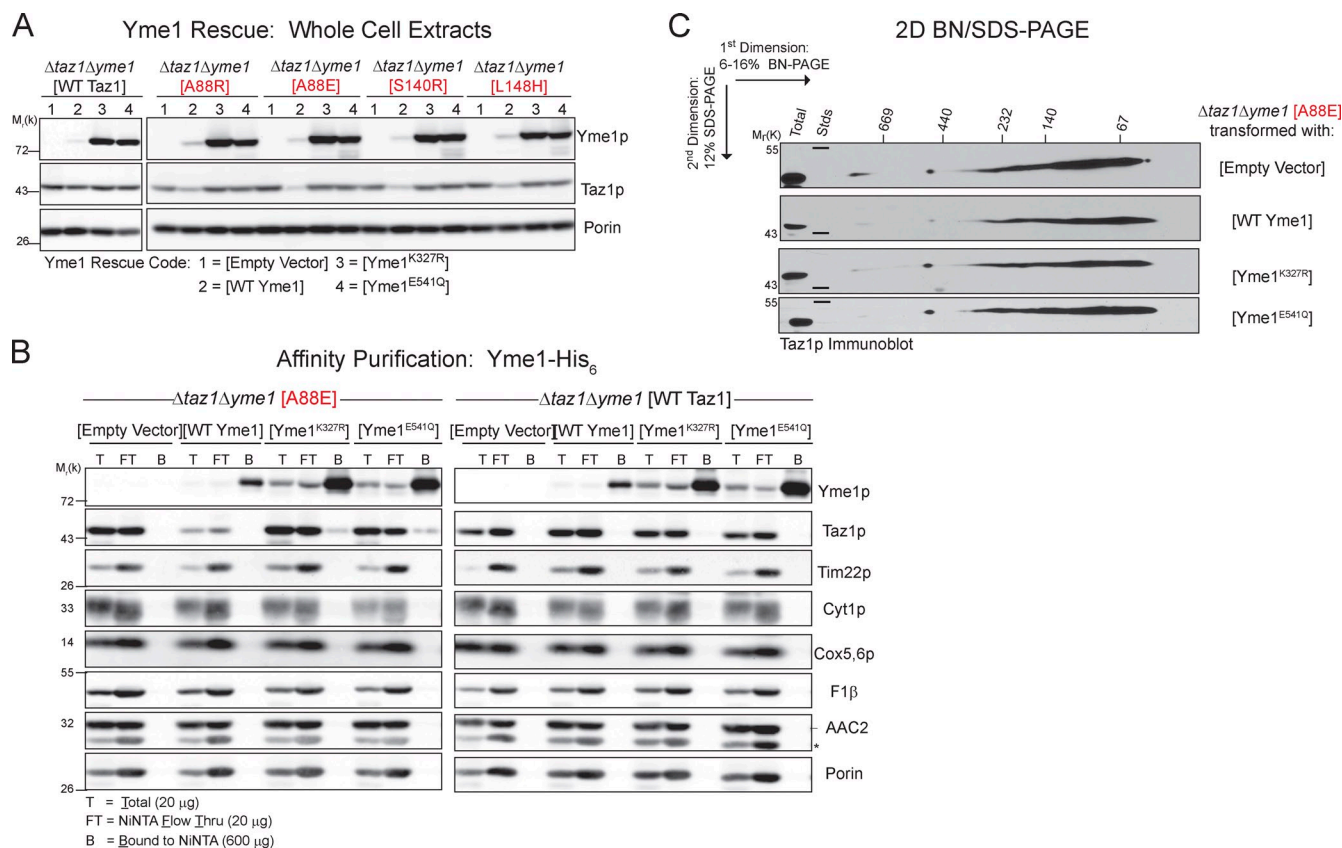 A
Yme1 Rescue: Whole Cell Extracts
Δtaz1Δyme1 Δtaz1Δyme1 Δtaz1Δyme1 Δtaz1Δyme1 Δtaz1Δyme1
[WT Taz1] [A88R] [A88E] [S140R] [L148H]
1 2 3 4 1 2 3 4 1 2 3 4 1 2 3 4 1 2 3 4
Mr(k)
72
Yme1p
43
Taz1p
26
Porin
Yme1 Rescue Code: 1 = [Empty Vector] 3 = [Yme1K327R]
2 = [WT Yme1] 4 = [Yme1E541Q]
B
Affinity Purification: Yme1-His6
Δtaz1Δyme1 [A88E] Δtaz1Δyme1 [WT Taz1]
[Empty Vector] [WT Yme1] [Yme1K327R] [Yme1E541Q] [Empty Vector] [WT Yme1] [Yme1K327R] [Yme1E541Q]
T FT B T FT B T FT B T FT B T FT B T FT B T FT B T FT B
Mr(k)
72
Yme1p
43
Taz1p
26
Tim22p
33
Cyt1p
14
Cox5,6p
55
F1β
32
AAC2
*
Porin
26
T = Total (20 μg)
FT = NiNTA Flow Thru (20 μg)
B = Bound to NiNTA (600 μg)
C
2D BN/SDS-PAGE
1st Dimension:
6-16% BN-PAGE
2nd Dimension:
12% SDS-PAGE
Mr(K)
Total
Stds
669 440 232 140 67
Δtaz1Δyme1 [A88E]
transformed with:
55
[Empty Vector]
43
[WT Yme1]
43
[Yme1K327R]
55
[Yme1E541Q]
Taz1p Immunoblot